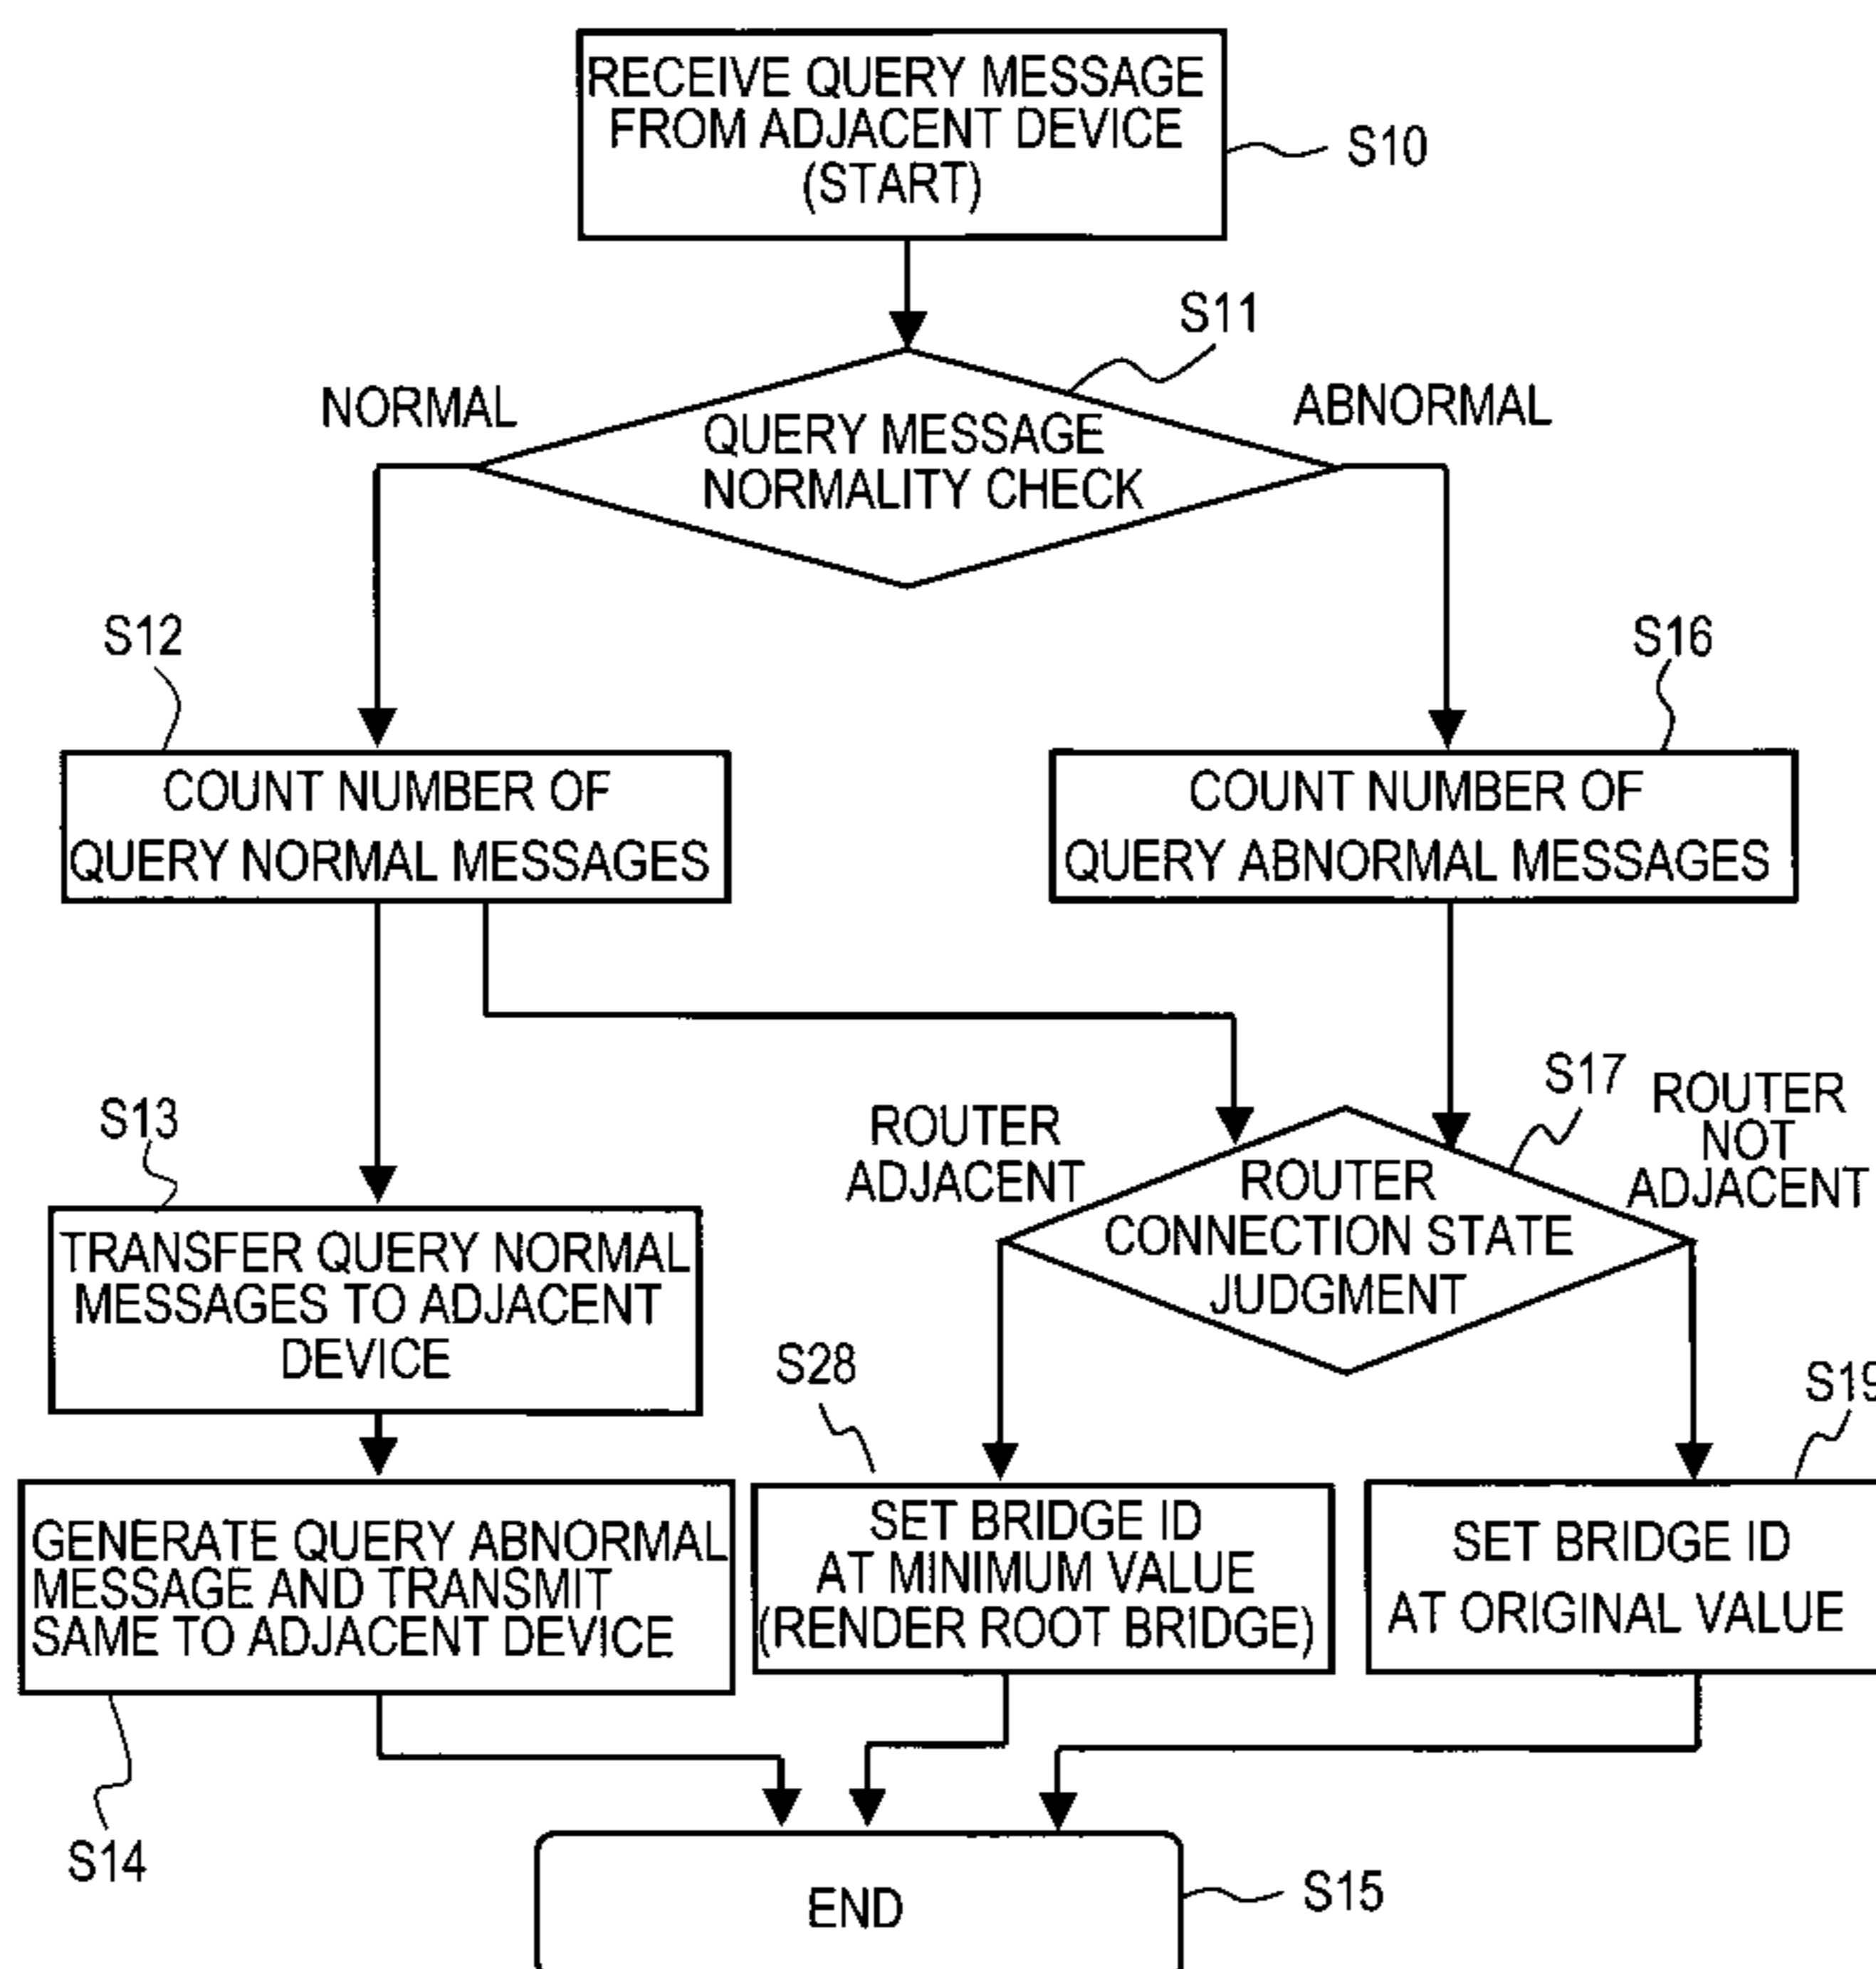 RECEIVE QUERY MESSAGE
FROM ADJACENT DEVICE
(START)
S10
S11
NORMAL
ABNORMAL
QUERY MESSAGE
NORMALITY CHECK
S12
S16
COUNT NUMBER OF
QUERY NORMAL MESSAGES
COUNT NUMBER OF
QUERY ABNORMAL MESSAGES
S13
S17
ROUTER
ADJACENT
ROUTER
NOT
ADJACENT
ROUTER
CONNECTION STATE
JUDGMENT
TRANSFER QUERY NORMAL
MESSAGES TO ADJACENT
DEVICE
S28
S19
GENERATE QUERY ABNORMAL
MESSAGE AND TRANSMIT
SAME TO ADJACENT DEVICE
SET BRIDGE ID
AT MINIMUM VALUE
(RENDER ROOT BRIDGE)
SET BRIDGE ID
AT ORIGINAL VALUE
S14
END
S15